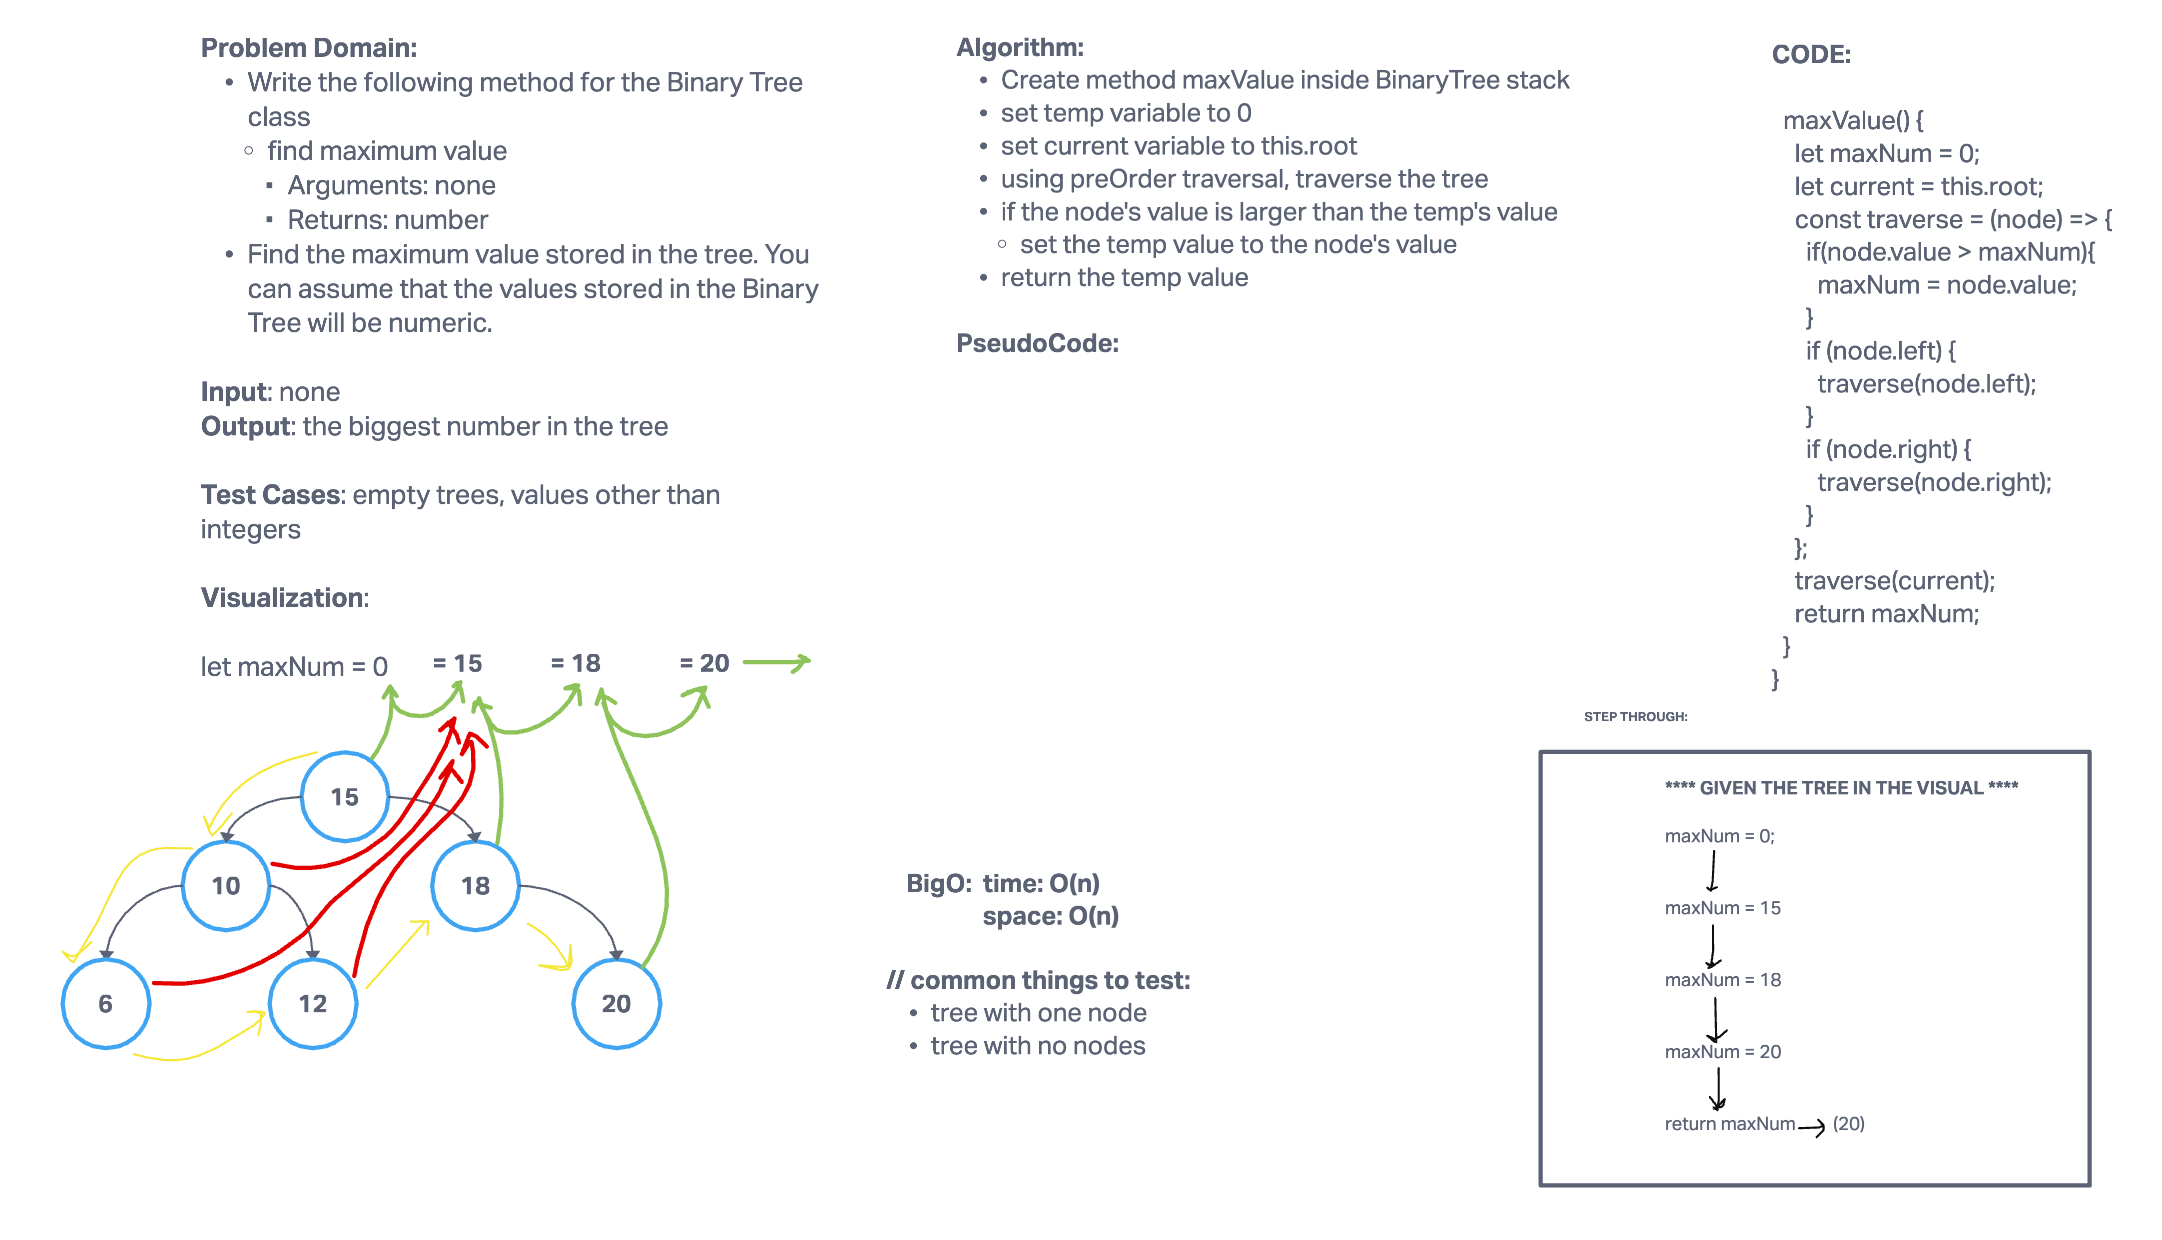 Problem Domain:
• Write the following method for the Binary Tree
class
◦ find maximum value
▪ Arguments: none
▪ Returns: number
• Find the maximum value stored in the tree. You
can assume that the values stored in the Binary
Tree will be numeric.
Input: none
Output: the biggest number in the tree
Test Cases: empty trees, values other than
integers
Visualization:
let maxNum = 0 = 15 = 18 = 20
15
10
18
6
12
20
Algorithm:
• Create method maxValue inside BinaryTree stack
• set temp variable to 0
• set current variable to this.root
• using preOrder traversal, traverse the tree
• if the node's value is larger than the temp's value
◦ set the temp value to the node's value
• return the temp value
PseudoCode:
BigO: time: O(n)
space: O(n)
// common things to test:
• tree with one node
• tree with no nodes
CODE:
maxValue() {
let maxNum = 0;
let current = this.root;
const traverse = (node) => {
if(node.value > maxNum){
maxNum = node.value;
}
if (node.left) {
traverse(node.left);
}
if (node.right) {
traverse(node.right);
}
};
traverse(current);
return maxNum;
}
}
STEP THROUGH:
**** GIVEN THE TREE IN THE VISUAL ****
maxNum = 0;
maxNum = 15
maxNum = 18
maxNum = 20
return maxNum (20)